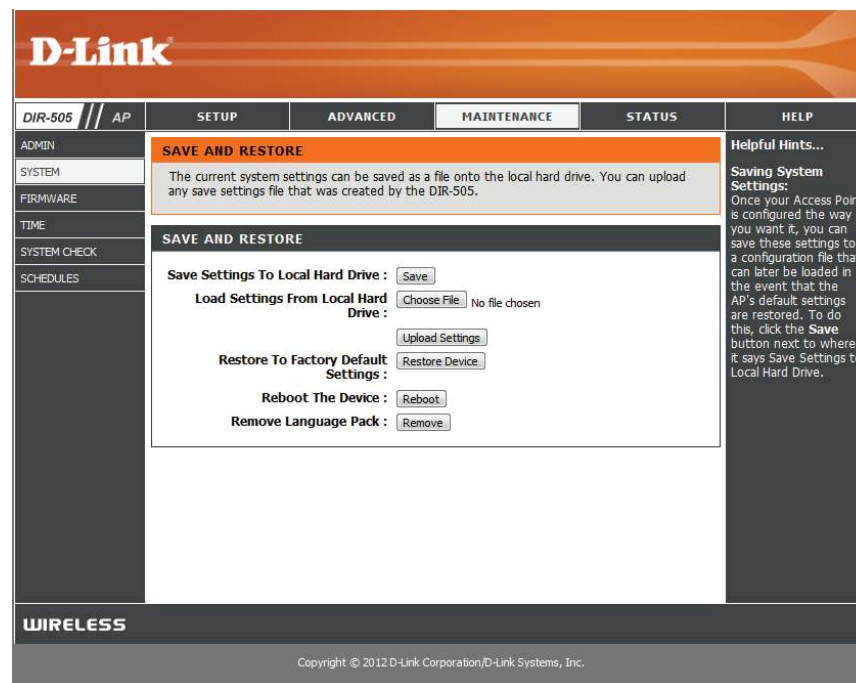 D-Link
DIR-505 // AP
SETUP
ADVANCED
MAINTENANCE
STATUS
HELP
ADMIN
SYSTEM
FIRMWARE
TIME
SYSTEM CHECK
SCHEDULES
SAVE AND RESTORE
The current system settings can be saved as a file onto the local hard drive. You can upload
any save settings file that was created by the DIR-505.
SAVE AND RESTORE
Save Settings To Local Hard Drive : Save
Load Settings From Local Hard
Drive :
Choose File No file chosen
Upload Settings
Restore To Factory Default
Settings :
Restore Device
Reboot The Device : Reboot
Remove Language Pack : Remove
Helpful Hints...
Saving System
Settings:
Once your Access
is configured the way
you want it, you can
save these settings to
a configuration file
can later be loaded in
the event that the
AP's default settings
are restored. To do
this, click the Save
button next to where
it says Save Settings
Local Hard Drive.
WIRELESS
Copyright © 2012 D-Link Corporation/D-Link Systems, Inc.